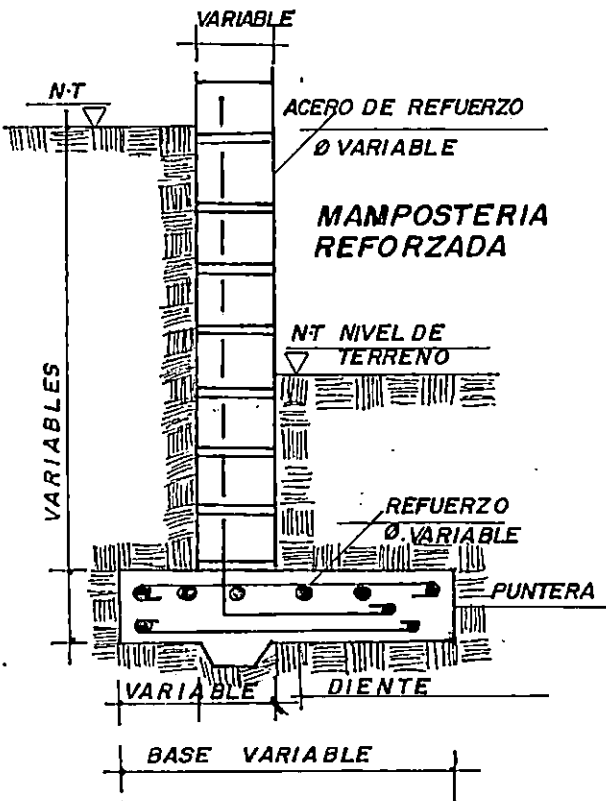 VARIABLE
N·T
ACERO DE REFUERZO
Ø VARIABLE
MAMPOSTERIA
REFORZADA
N·T NIVEL DE
TERRENO
VARIABLES
REFUERZO
Ø. VARIABLE
PUNTERA
VARIABLE
DIENTE
BASE VARIABLE